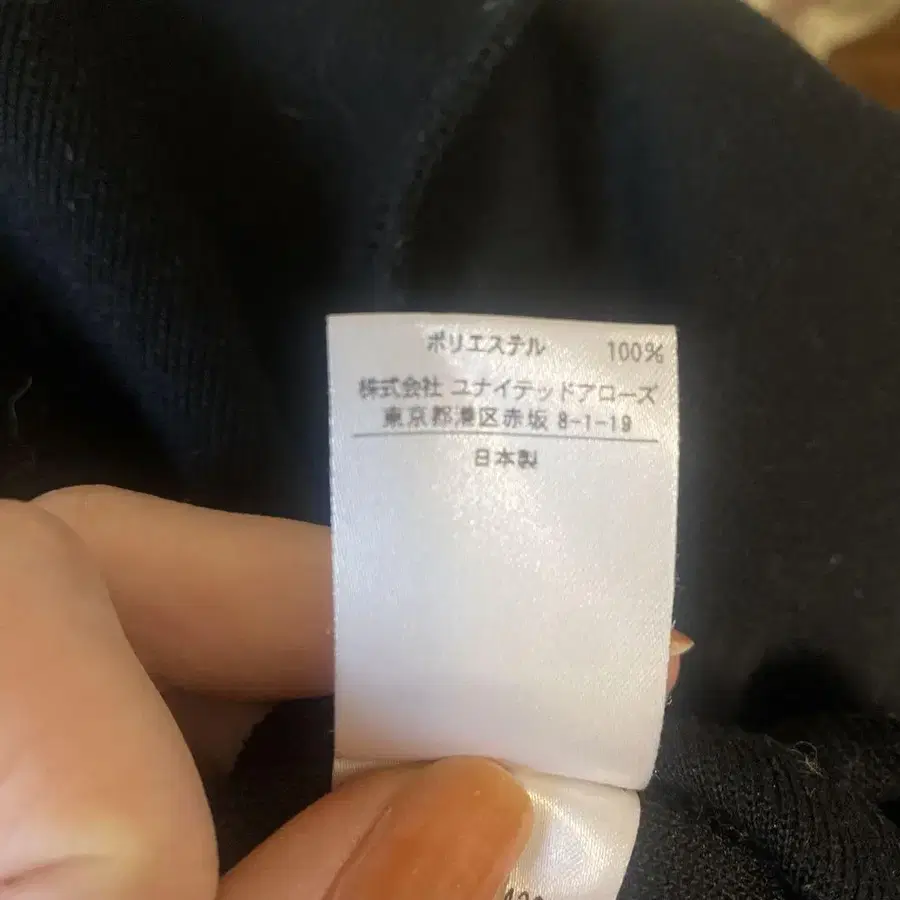 ポリエステル 100%
株式会社 ユナイテッドアローズ
東京都港区赤坂 8-1-19
日本製